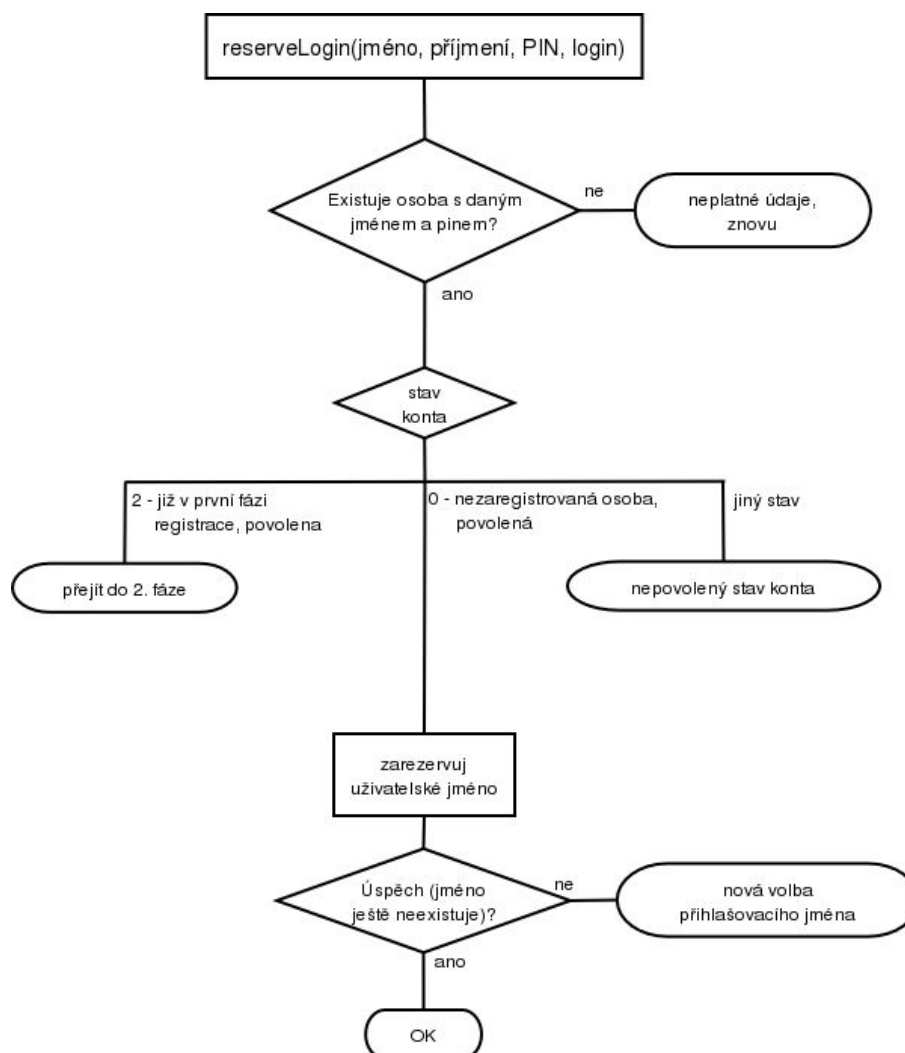 reserveLogin(jméno, příjmení, PIN, login)
Existuje osoba s daným
jménem a pinem?
ne
neplatné údaje,
znovu
ano
stav
konta
2 - již v první fázi
registrace, povolena
0 - nezaregistrovaná osoba,
povolená
jiný stav
přejít do 2. fáze
nepovolený stav konta
zarezervuj
uživatelské jméno
Úspěch (jméno
ještě neexistuje)?
ne
nová volba
přihlašovacího jména
ano
OK